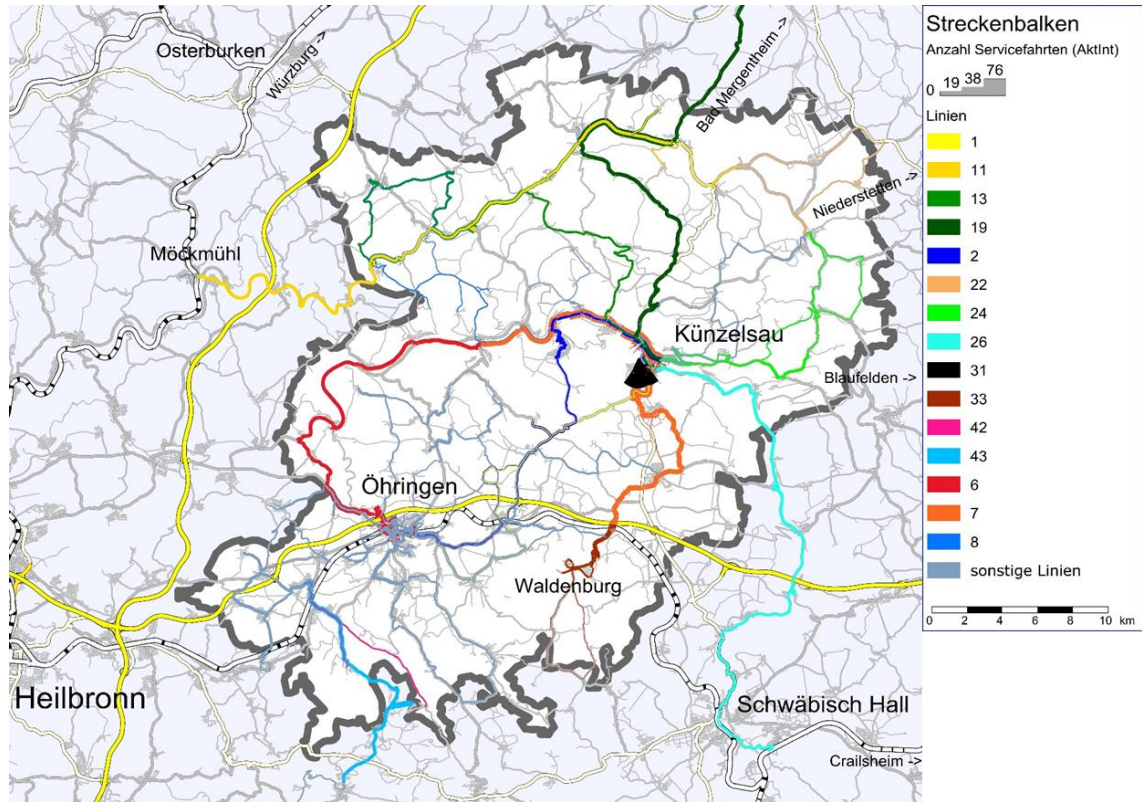 Osterburken
Würzburg ->
Bad Mergentheim ->
Niederstetten ->
Möckmühl
Künzelsau
Blaufelden ->
Öhringen
Waldenburg
Heilbronn
Schwäbisch Hall
Crailsheim ->
Streckenbalken
Anzahl Servicefahrten (AktInt)
0 19 38 76
Linien
1
11
13
19
2
22
24
26
31
33
42
43
6
7
8
sonstige Linien
0 2 4 6 8 10 km